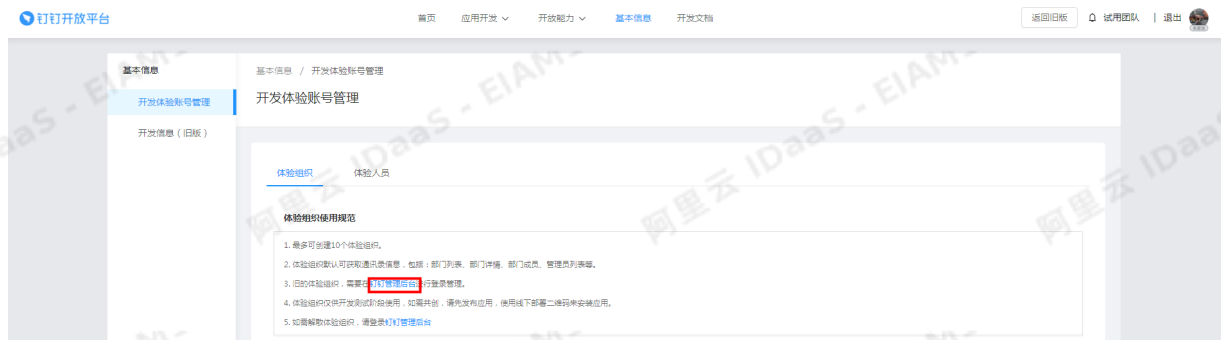 钉钉开放平台 首页 应用开发 开放能力 基本信息 开发文档 返回旧版 试用团队 | 退出
基本信息
开发体验账号管理
开发信息（旧版）
基本信息 / 开发体验账号管理
开发体验账号管理
体验组织 体验人员
体验组织使用规范
1. 最多可创建10个体验组织。
2. 体验组织默认可获取通讯录信息，包括：部门列表、部门详情、部门成员、管理员列表等。
3. 旧的体验组织，需要在钉钉管理后台进行登录管理。
4. 体验组织仅供开发测试阶段使用，如需共创，请先发布应用，使用线下部署二维码来安装应用。
5. 如需解散体验组织，请登录钉钉管理后台
阿里云 IDaaS - EIAM
阿里云 IDaaS - EIAM
阿里云 IDaaS